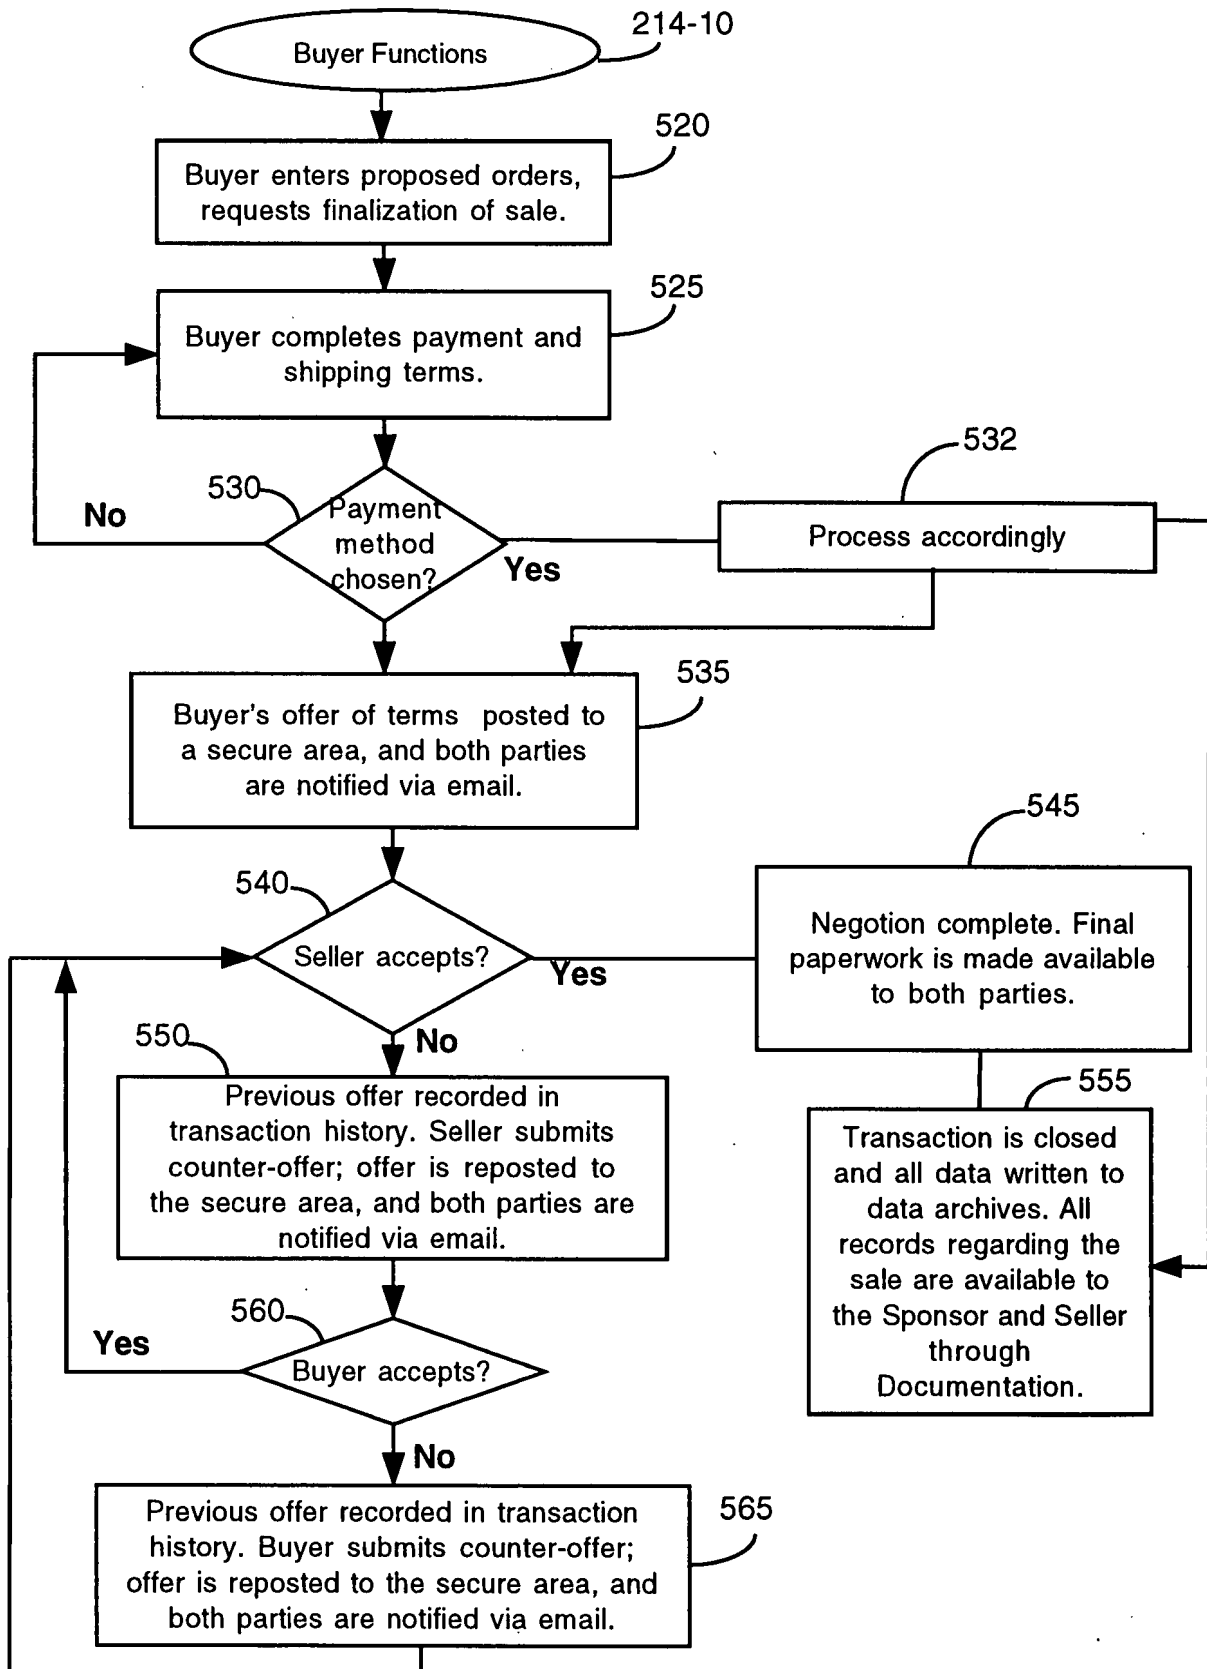 214-10
Buyer Functions
520
Buyer enters proposed orders,
requests finalization of sale.
525
Buyer completes payment and
shipping terms.
530
No
Payment
method
chosen?
Yes
532
Process accordingly
535
Buyer's offer of terms posted to
a secure area, and both parties
are notified via email.
540
Seller accepts?
Yes
545
Negotion complete. Final
paperwork is made available
to both parties.
No
550
Previous offer recorded in
transaction history. Seller submits
counter-offer; offer is reposted to
the secure area, and both parties are
notified via email.
555
Transaction is closed
and all data written to
data archives. All
records regarding the
sale are available to
the Sponsor and Seller
through
Documentation.
560
Yes
Buyer accepts?
No
565
Previous offer recorded in transaction
history. Buyer submits counter-offer;
offer is reposted to the secure area, and
both parties are notified via email.